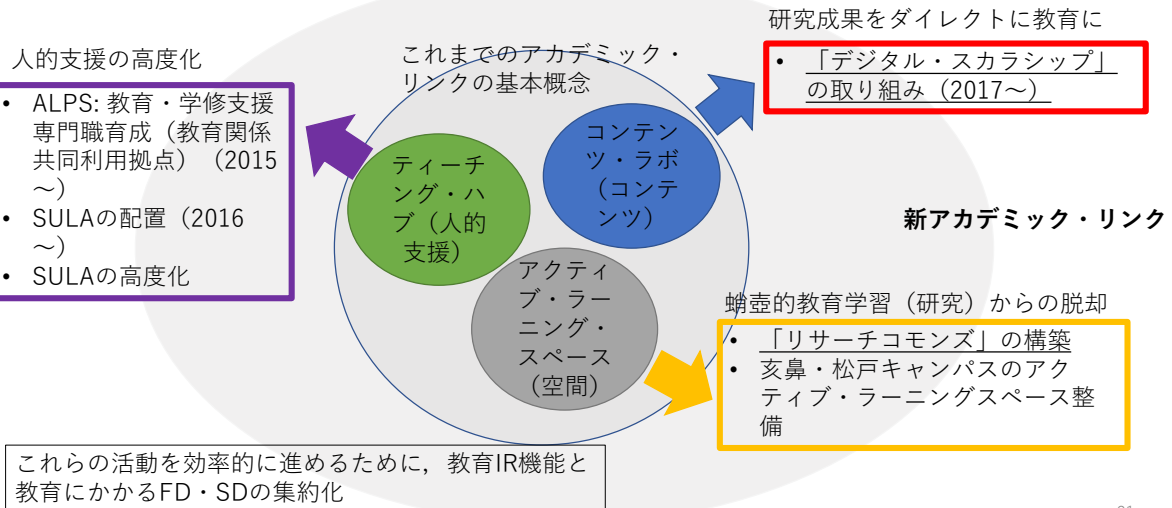 研究成果をダイレクトに教育に
• 「デジタル・スカラシップ」
の取り組み（2017～）
人的支援の高度化
• ALPS: 教育・学修支援
専門職育成（教育関係
共同利用拠点）（2015
～）
• SULAの配置（2016
～）
• SULAの高度化
これまでのアカデミック・
リンクの基本概念
コンテン
ツ・ラボ
（コンテ
ンツ）
ティーチ
ング・ハ
ブ（人的
支援）
アクティ
ブ・ラー
ニング・
スペース
（空間）
新アカデミック・リンク
蛸壺的教育学習（研究）からの脱却
• 「リサーチコモンズ」の構築
• 亥鼻・松戸キャンパスのアク
ティブ・ラーニングスペース整
備
これらの活動を効率的に進めるために，教育IR機能と
教育にかかるFD・SDの集約化